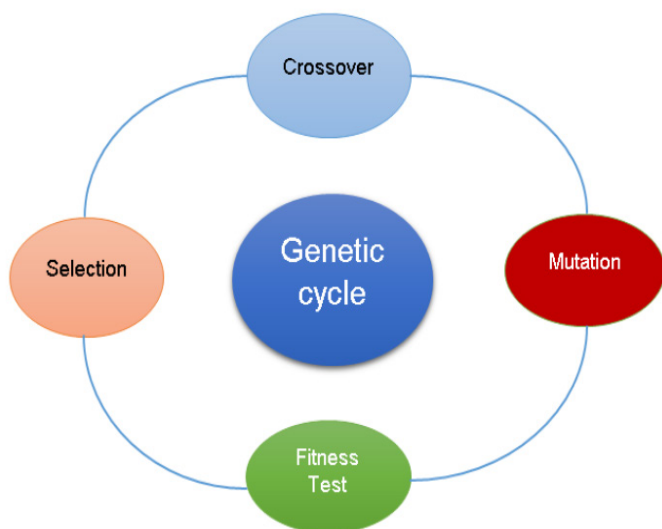 Crossover
Selection
Genetic
cycle
Mutation
Fitness
Test